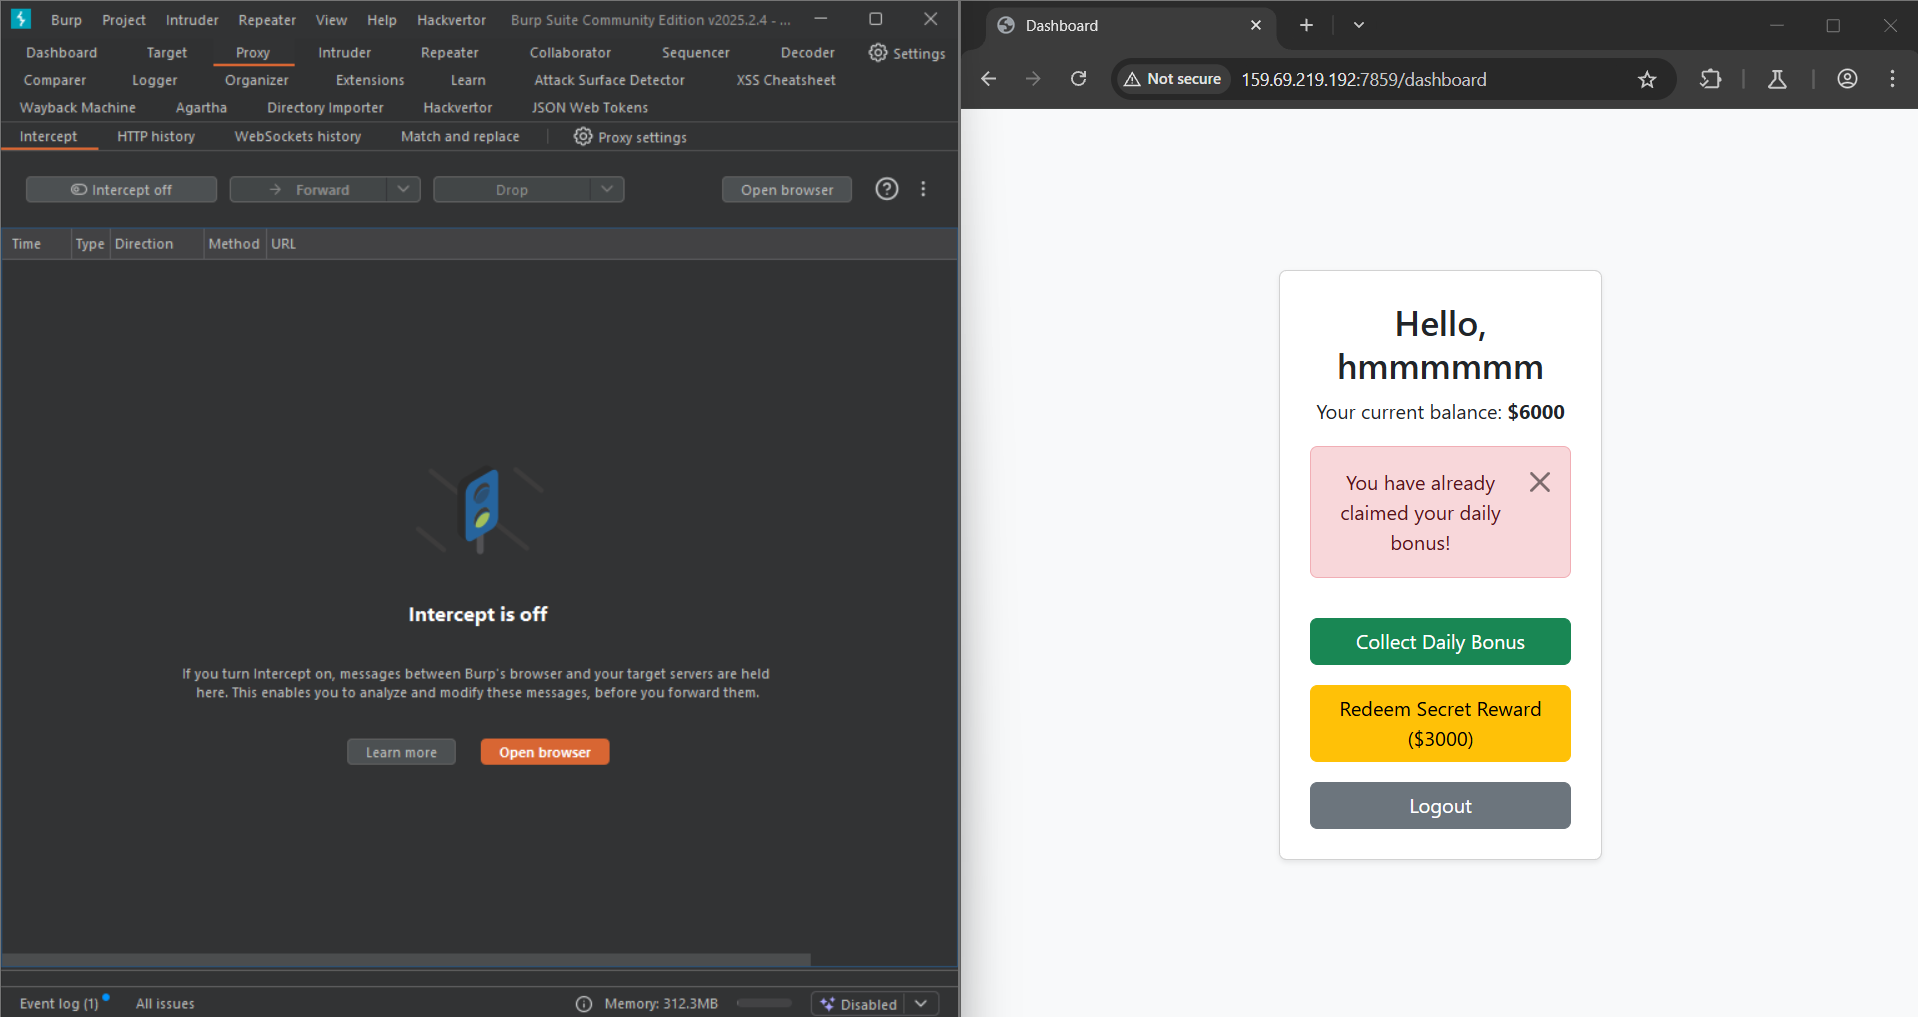 Burp Project Intruder Repeater View Help Hackvertor Burp Suite Community Edition v2025.2.4 - ...
Dashboard Target Proxy Intruder Repeater Collaborator Sequencer Decoder Settings
Comparer Logger Organizer Extensions Learn Attack Surface Detector XSS Cheatsheet
Wayback Machine Agartha Directory Importer Hackvertor JSON Web Tokens
Intercept HTTP history WebSockets history Match and replace Proxy settings
Intercept off Forward Drop Open browser
Time Type Direction Method URL
Intercept is off
If you turn Intercept on, messages between Burp's browser and your target servers are held
here. This enables you to analyze and modify these messages, before you forward them.
Learn more Open browser
Event log (1) All issues Memory: 312.3MB Disabled
Dashboard
Not secure 159.69.219.192:7859/dashboard
Hello,
hmmmmmm
Your current balance: $6000
You have already
claimed your daily
bonus!
Collect Daily Bonus
Redeem Secret Reward
($3000)
Logout